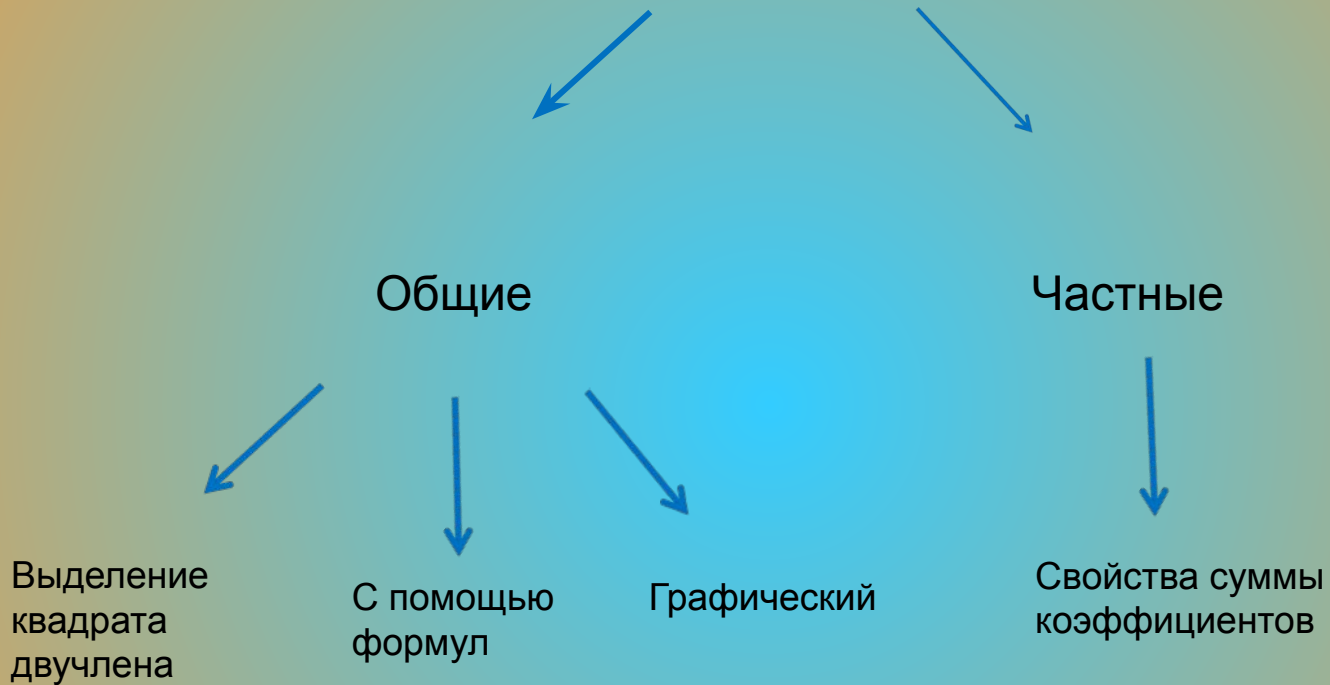 Общие
Частные
Выделение
квадрата
двучлена
С помощью
формул
Графический
Свойства суммы
коэффициентов